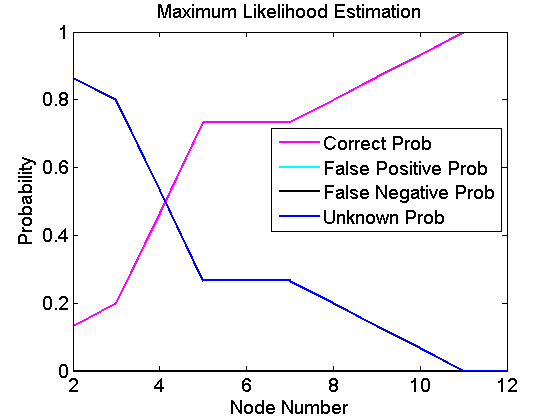 Maximum Likelihood Estimation
1
0.8
0.6
0.4
0.2
0
Probability
Correct Prob
False Positive Prob
False Negative Prob
Unknown Prob
2 4 6 8 10 12
Node Number